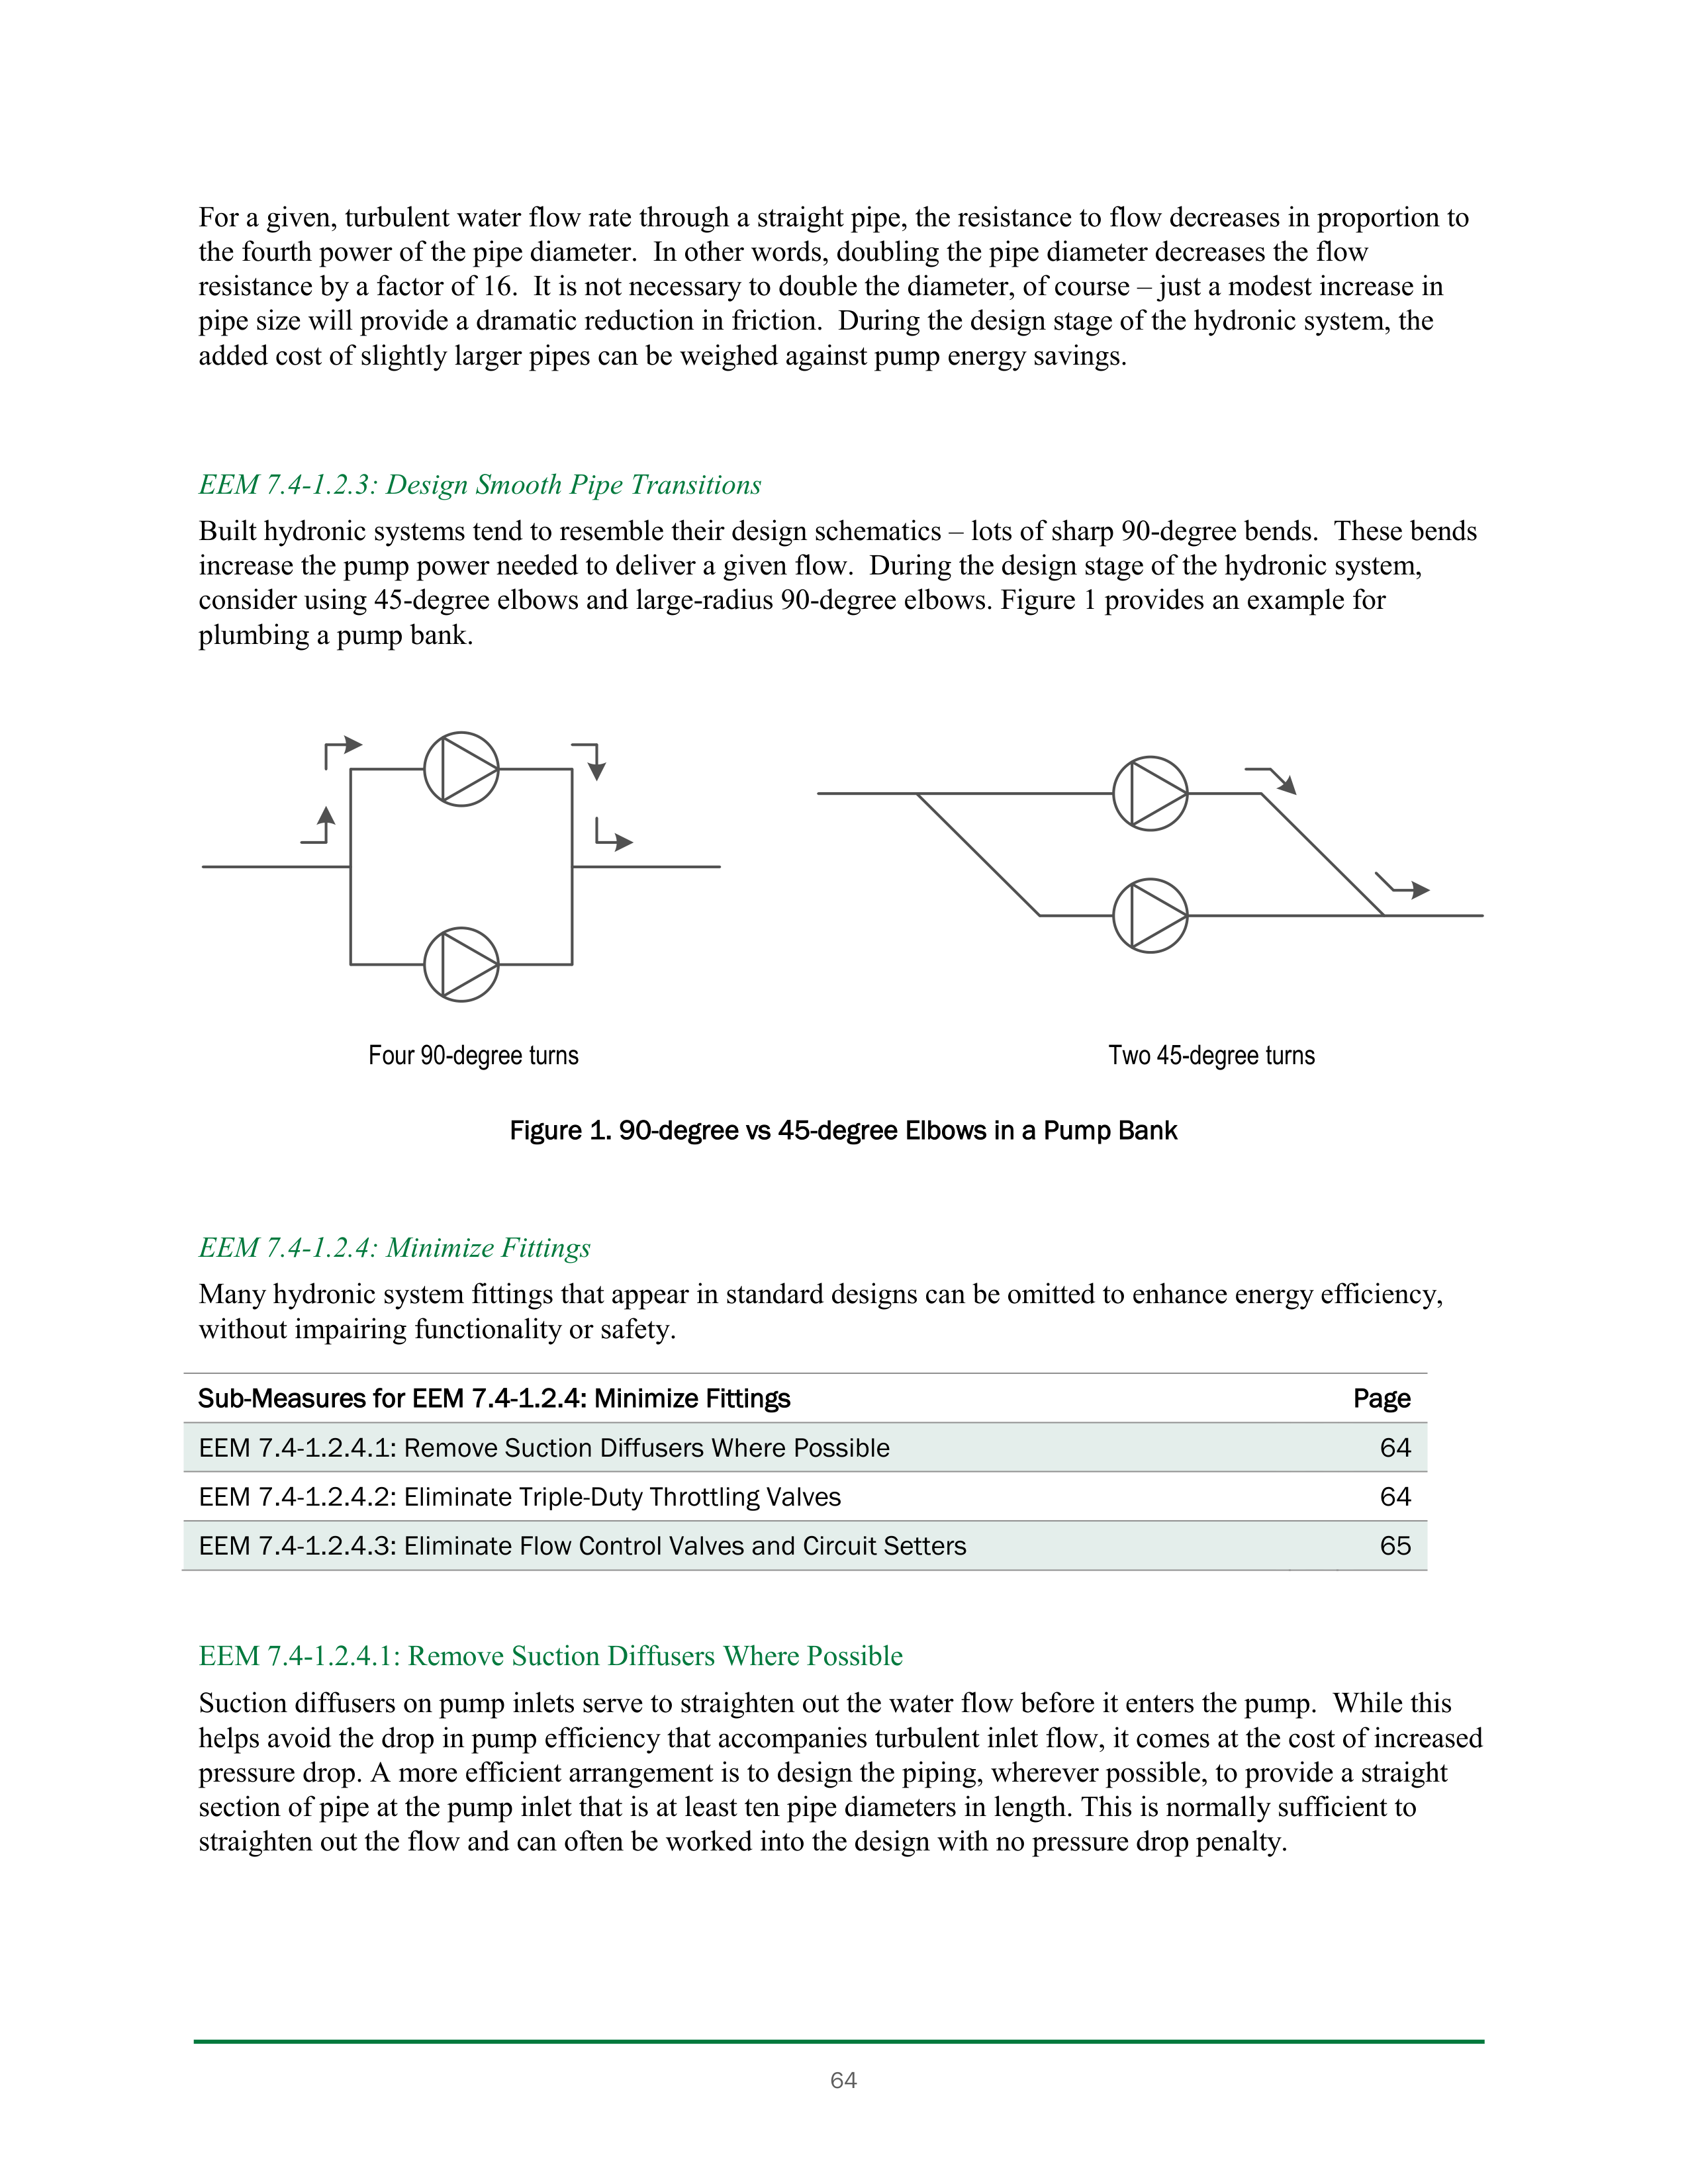 For a given, turbulent water flow rate through a straight pipe, the resistance to flow decreases in proportion to
the fourth power of the pipe diameter.  In other words, doubling the pipe diameter decreases the flow
resistance by a factor of 16.  It is not necessary to double the diameter, of course – just a modest increase in
pipe size will provide a dramatic reduction in friction.  During the design stage of the hydronic system, the
added cost of slightly larger pipes can be weighed against pump energy savings.
EEM 7.4-1.2.3: Design Smooth Pipe Transitions
Built hydronic systems tend to resemble their design schematics – lots of sharp 90-degree bends.  These bends
increase the pump power needed to deliver a given flow.  During the design stage of the hydronic system,
consider using 45-degree elbows and large-radius 90-degree elbows. Figure 1 provides an example for
plumbing a pump bank.
Four 90-degree turns
Two 45-degree turns
Figure 1. 90-degree vs 45-degree Elbows in a Pump Bank
EEM 7.4-1.2.4: Minimize Fittings
Many hydronic system fittings that appear in standard designs can be omitted to enhance energy efficiency,
without impairing functionality or safety.
Sub-Measures for EEM 7.4-1.2.4: Minimize Fittings Page
EEM 7.4-1.2.4.1: Remove Suction Diffusers Where Possible 64
EEM 7.4-1.2.4.2: Eliminate Triple-Duty Throttling Valves 64
EEM 7.4-1.2.4.3: Eliminate Flow Control Valves and Circuit Setters 65
EEM 7.4-1.2.4.1: Remove Suction Diffusers Where Possible
Suction diffusers on pump inlets serve to straighten out the water flow before it enters the pump.  While this
helps avoid the drop in pump efficiency that accompanies turbulent inlet flow, it comes at the cost of increased
pressure drop. A more efficient arrangement is to design the piping, wherever possible, to provide a straight
section of pipe at the pump inlet that is at least ten pipe diameters in length. This is normally sufficient to
straighten out the flow and can often be worked into the design with no pressure drop penalty.
64